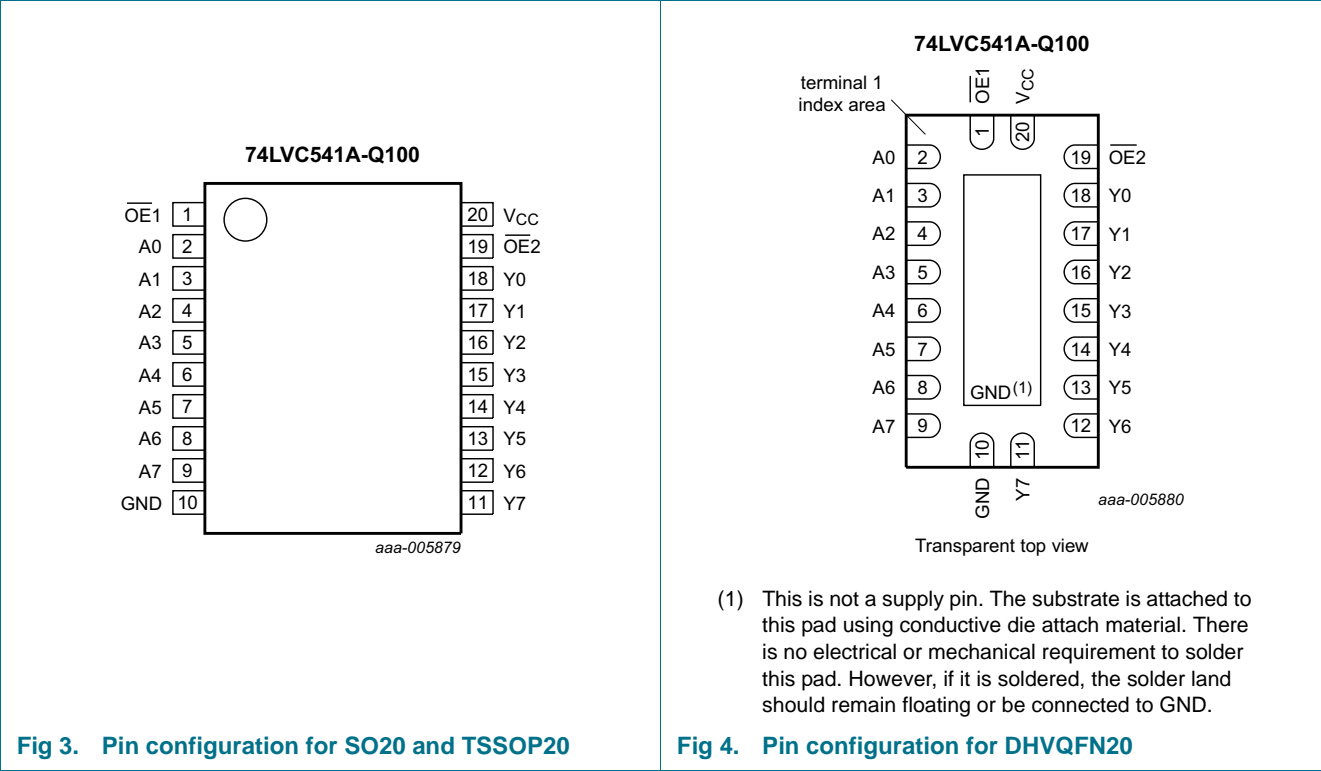 74LVC541A-Q100
OE1 1
A0 2
A1 3
A2 4
A3 5
A4 6
A5 7
A6 8
A7 9
GND 10
20 VCC
19 OE2
18 Y0
17 Y1
16 Y2
15 Y3
14 Y4
13 Y5
12 Y6
11 Y7
aaa-005879
Fig 3. Pin configuration for SO20 and TSSOP20
74LVC541A-Q100
terminal 1
index area
OE1 VCC
1 20
A0 2
A1 3
A2 4
A3 5
A4 6
A5 7
A6 8
A7 9
19 OE2
18 Y0
17 Y1
16 Y2
15 Y3
14 Y4
13 Y5
12 Y6
GND(1)
10 11
GND Y7
aaa-005880
Transparent top view
(1) This is not a supply pin. The substrate is attached to
this pad using conductive die attach material. There
is no electrical or mechanical requirement to solder
this pad. However, if it is soldered, the solder land
should remain floating or be connected to GND.
Fig 4. Pin configuration for DHVQFN20